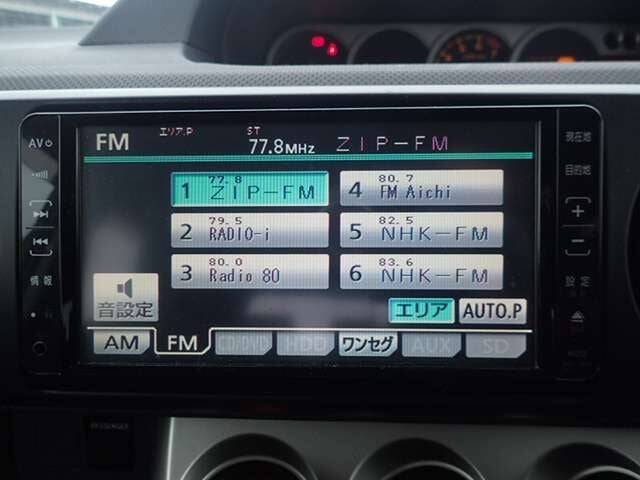 AV
FM エリア.P ST 77.8MHz ZIP-FM
現在地
目的地
1 77.8 ZIP-FM
4 80.7 FM Aichi
2 79.5 RADIO-i
5 82.5 NHK-FM
3 80.0 Radio 80
6 83.6 NHK-FM
情報
設定
音設定
エリア AUTO.P
AM FM CD/DVD HDD ワンセグ AUX SD
PASSENGER